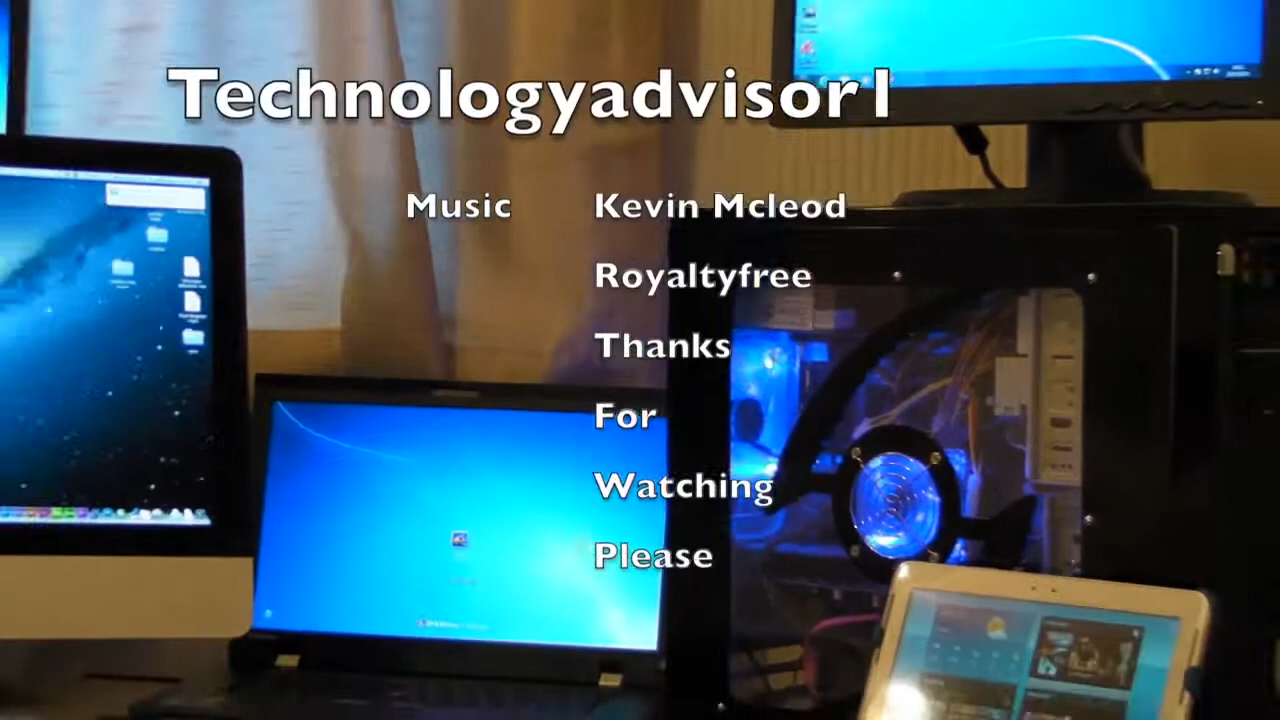 Technologyadvisor1
Music Kevin Mcleod
Royaltyfree
Thanks
For
Watching
Please